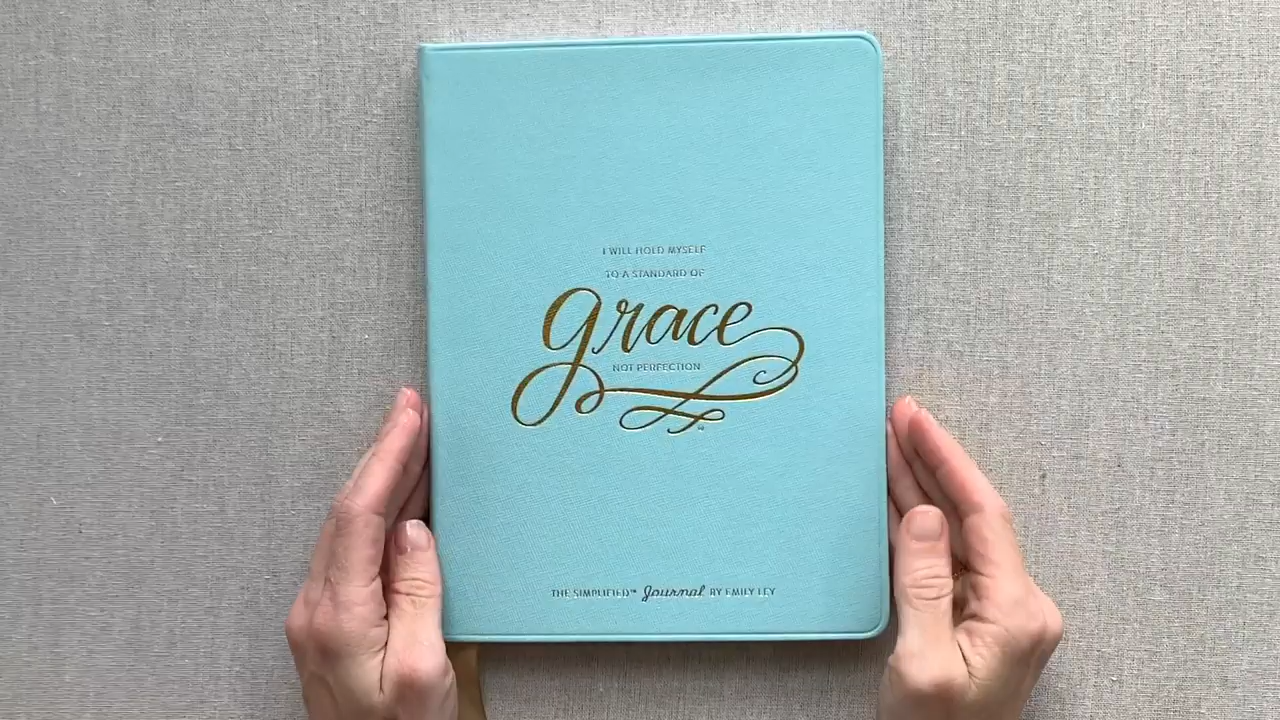 I WILL HOLD MYSELF
TO A STANDARD OF
grace
NOT PERFECTION
THE SIMPLIFIED™ Journal BY EMILY LEY